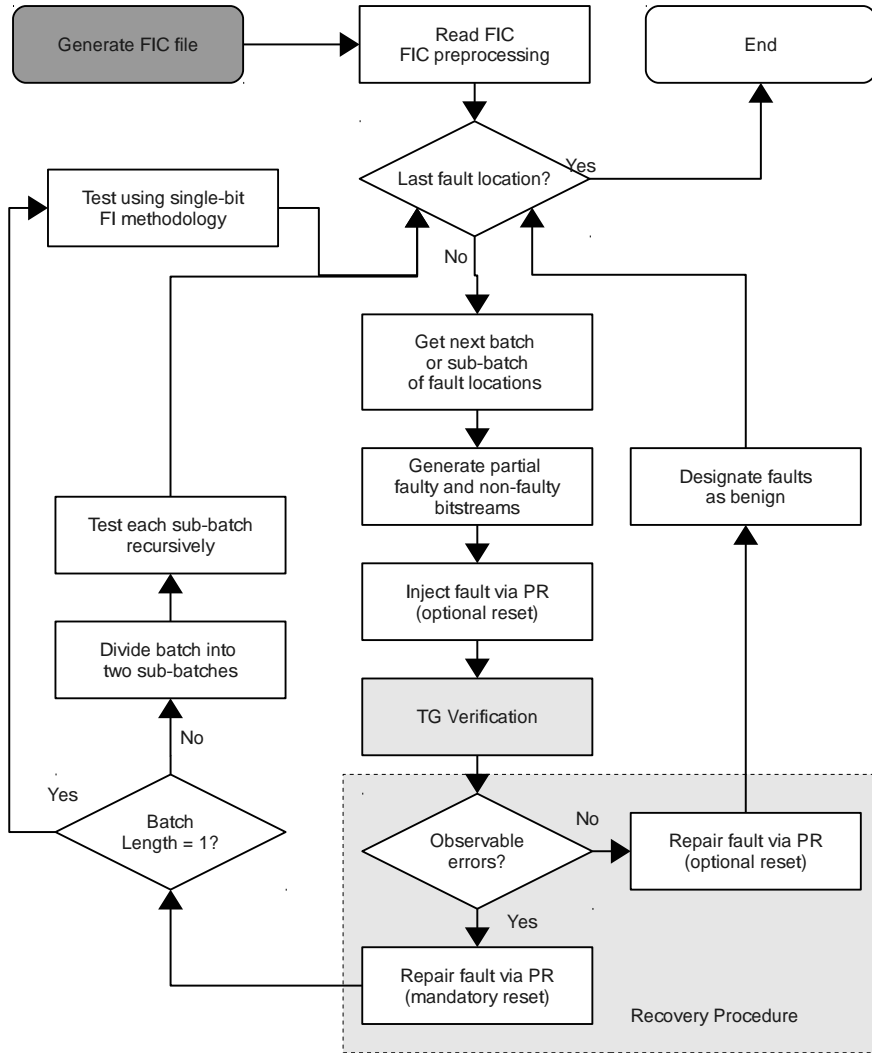 Generate FIC file
Read FIC
FIC preprocessing
End
Last fault location?
Yes
Test using single-bit
FI methodology
No
Get next batch
or sub-batch
of fault locations
Generate partial
faulty and non-faulty
bitstreams
Designate faults
as benign
Test each sub-batch
recursively
Inject fault via PR
(optional reset)
Divide batch into
two sub-batches
TG Verification
No
Yes
Batch
Length = 1?
Observable
errors?
No
Repair fault via PR
(optional reset)
Yes
Repair fault via PR
(mandatory reset)
Recovery Procedure